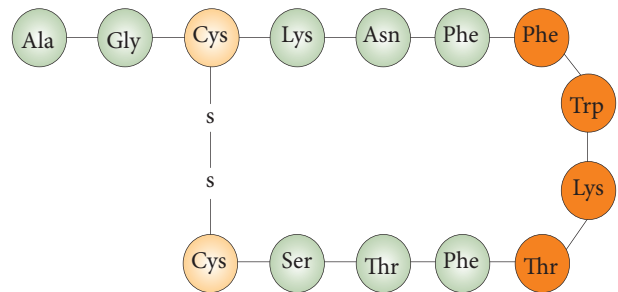 Ala Gly Cys Lys Asn Phe Phe
Trp
s
s
Lys
Cys Ser Thr Phe Thr